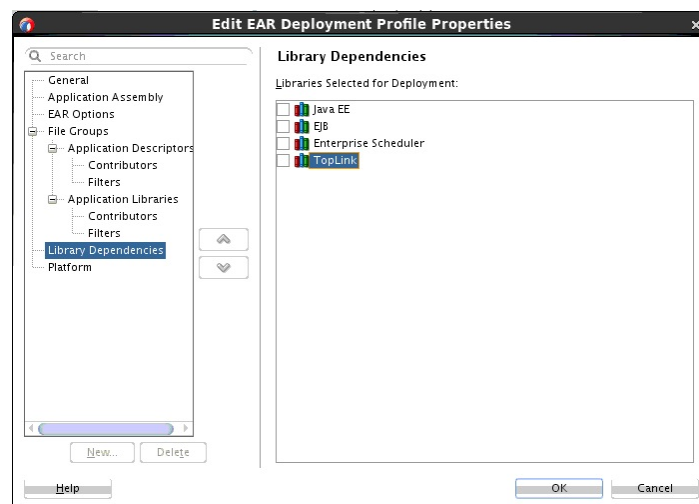 Edit EAR Deployment Profile Properties
Search
General
Application Assembly
EAR Options
File Groups
Application Descriptors
Contributors
Filters
Application Libraries
Contributors
Filters
Library Dependencies
Platform
New...
Delete
Library Dependencies
Libraries Selected for Deployment:
Java EE
EJB
Enterprise Scheduler
TopLink
Help
OK
Cancel